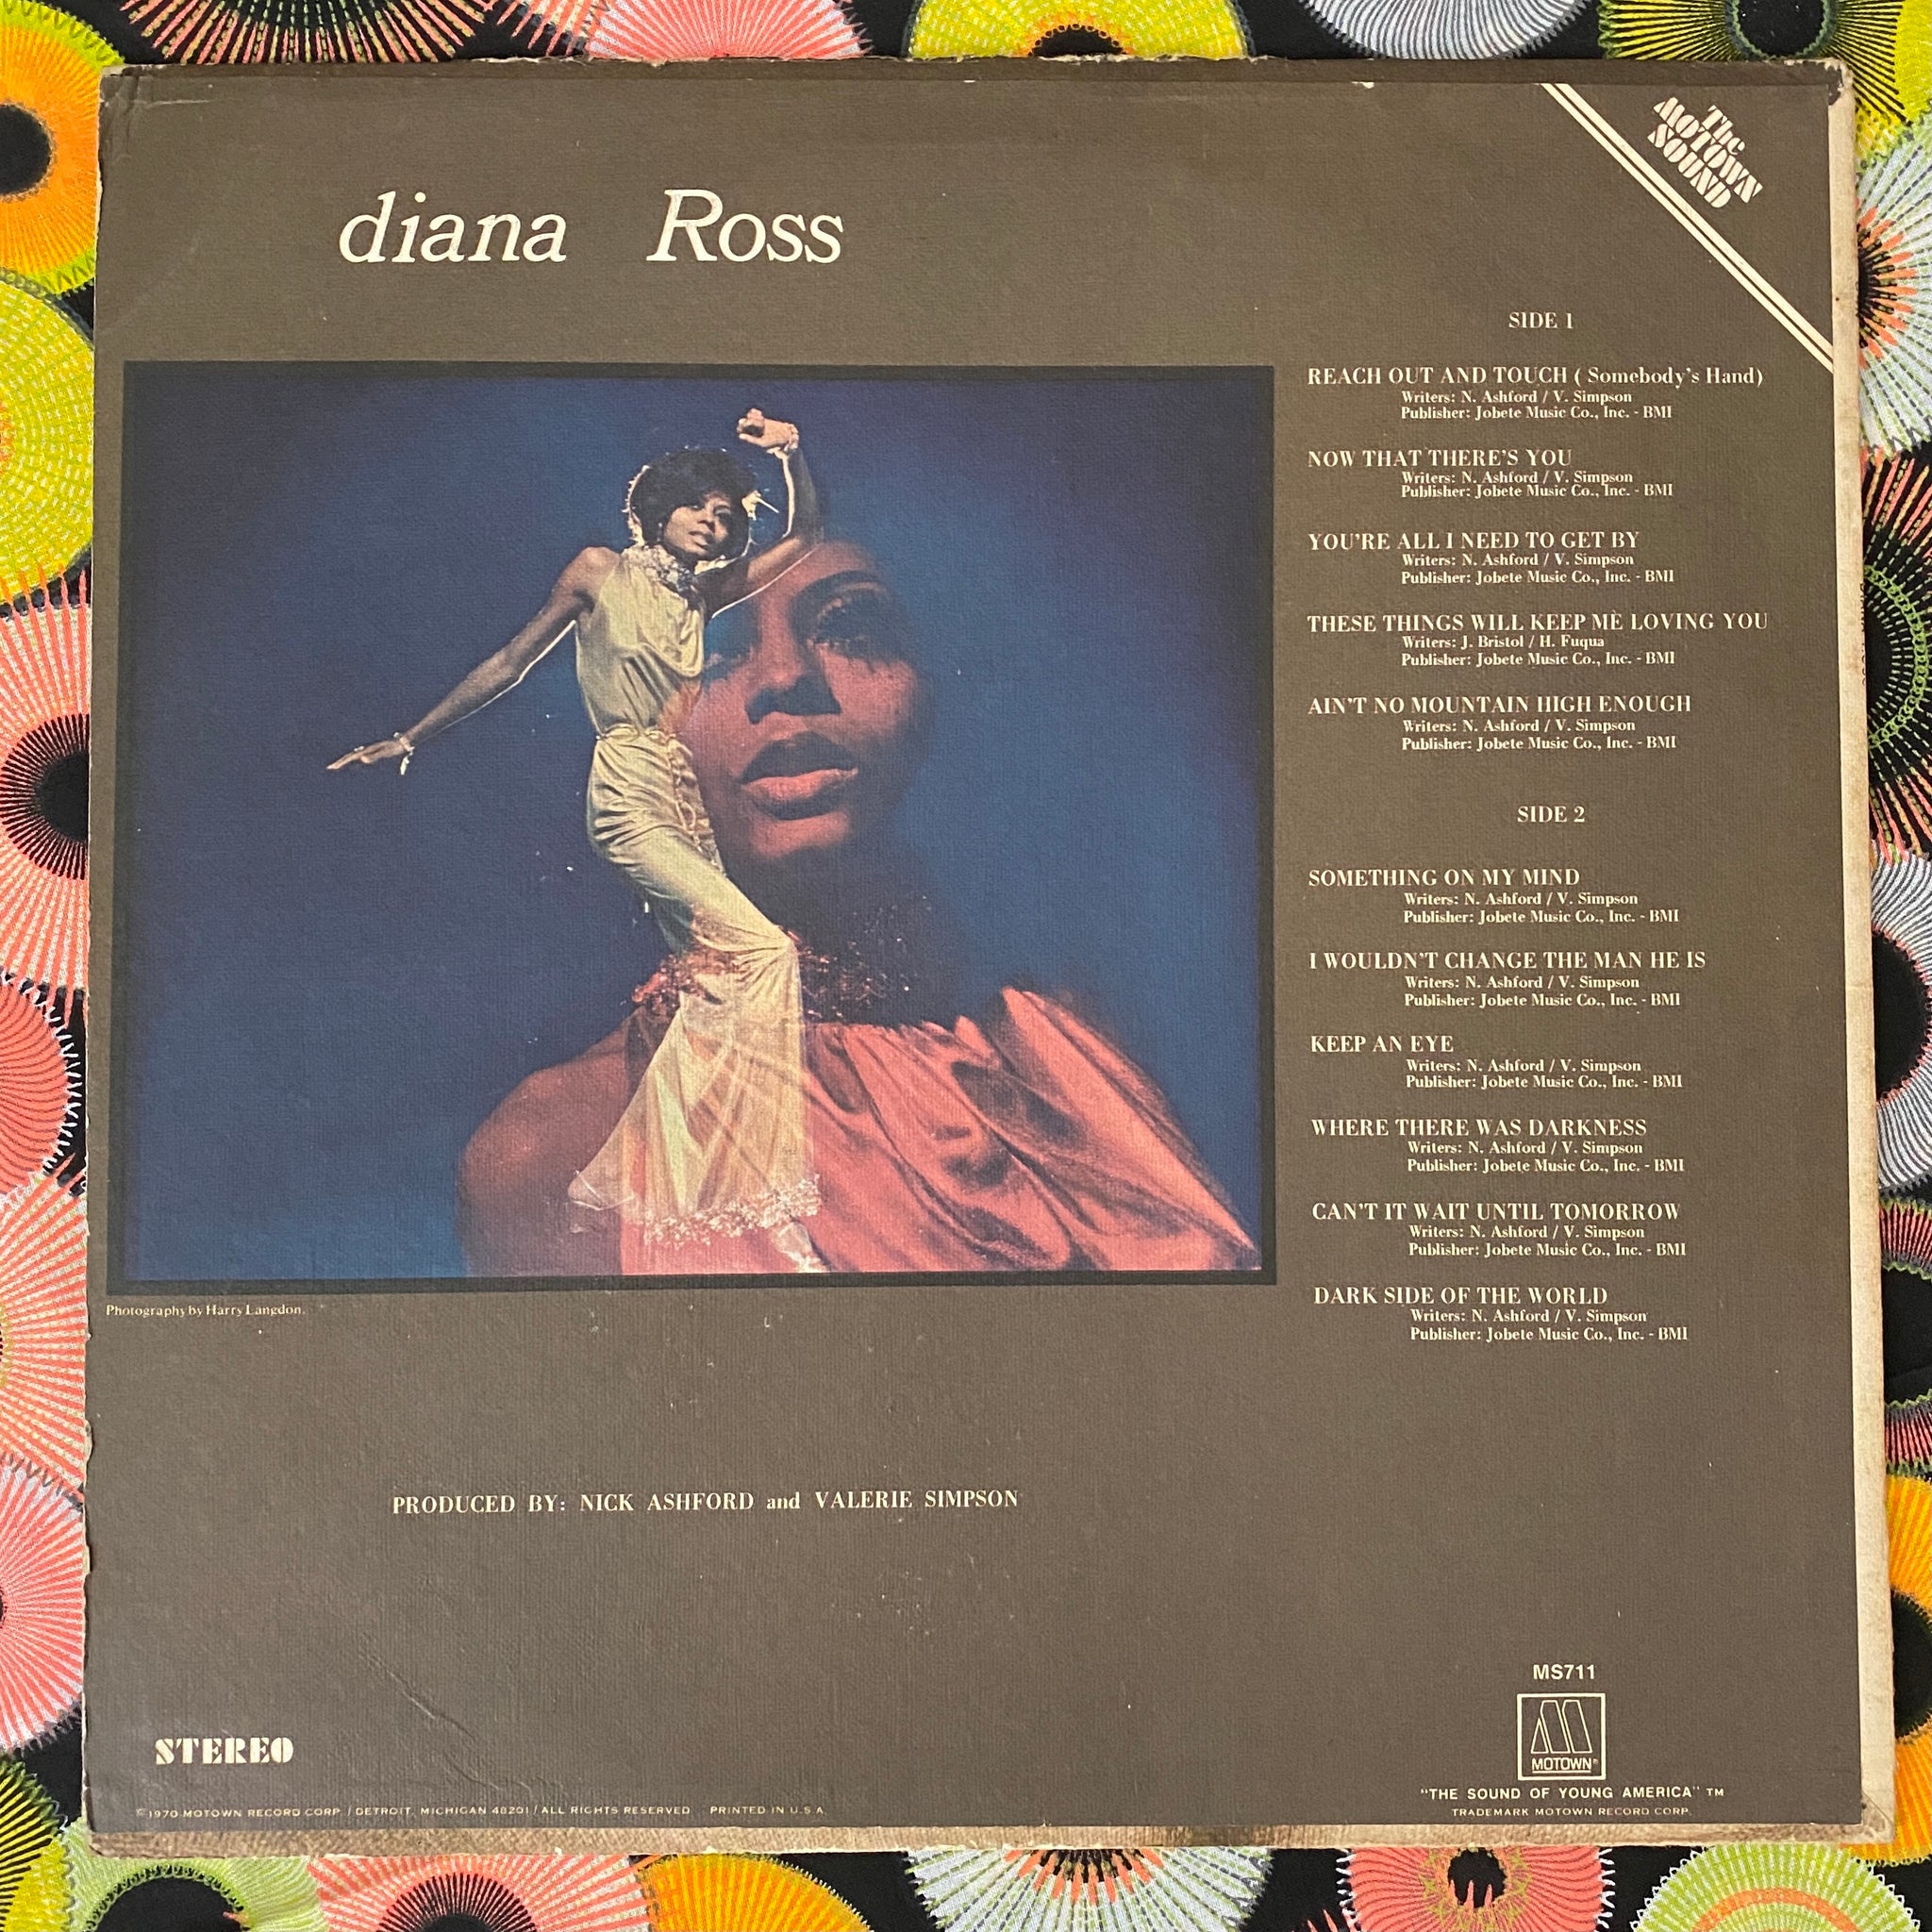 The
MOTOWN
SOUND
diana Ross
SIDE 1
REACH OUT AND TOUCH ( Somebody's Hand)
Writers: N. Ashford / V. Simpson
Publisher: Jobete Music Co., Inc. - BMI
NOW THAT THERE'S YOU
Writers: N. Ashford / V. Simpson
Publisher: Jobete Music Co., Inc. - BMI
YOU'RE ALL I NEED TO GET BY
Writers: N. Ashford / V. Simpson
Publisher: Jobete Music Co., Inc. - BMI
THESE THINGS WILL KEEP ME LOVING YOU
Writers: J. Bristol / H. Fuqua
Publisher: Jobete Music Co., Inc. - BMI
AIN'T NO MOUNTAIN HIGH ENOUGH
Writers: N. Ashford / V. Simpson
Publisher: Jobete Music Co., Inc. - BMI
SIDE 2
SOMETHING ON MY MIND
Writers: N. Ashford / V. Simpson
Publisher: Jobete Music Co., Inc. - BMI
I WOULDN'T CHANGE THE MAN HE IS
Writers: N. Ashford / V. Simpson
Publisher: Jobete Music Co., Inc. - BMI
KEEP AN EYE
Writers: N. Ashford / V. Simpson
Publisher: Jobete Music Co., Inc. - BMI
WHERE THERE WAS DARKNESS
Writers: N. Ashford / V. Simpson
Publisher: Jobete Music Co., Inc. - BMI
CAN'T IT WAIT UNTIL TOMORROW
Writers: N. Ashford / V. Simpson
Publisher: Jobete Music Co., Inc. - BMI
DARK SIDE OF THE WORLD
Writers: N. Ashford / V. Simpson
Publisher: Jobete Music Co., Inc. - BMI
Photography by Harry Langdon.
PRODUCED BY: NICK ASHFORD and VALERIE SIMPSON
STEREO
© 1970 MOTOWN RECORD CORP / DETROIT, MICHIGAN 48201 / ALL RIGHTS RESERVED PRINTED IN U.S.A.
MS711
M
MOTOWN®
"THE SOUND OF YOUNG AMERICA" TM
TRADEMARK MOTOWN RECORD CORP.